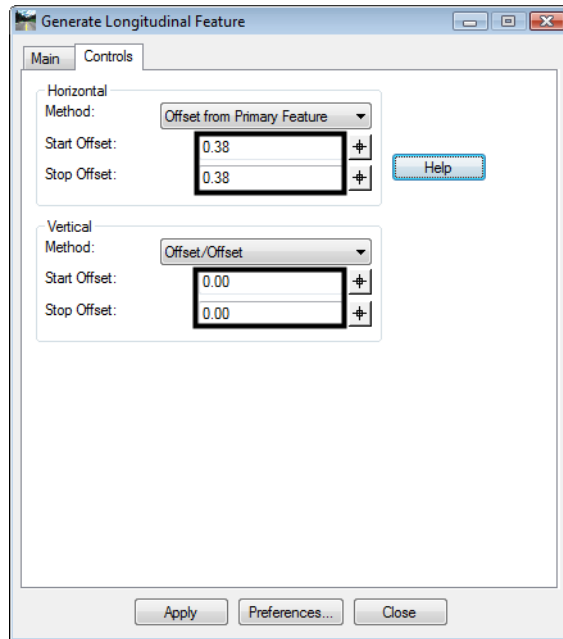 Generate Longitudinal Feature
Main Controls
Horizontal
Method: Offset from Primary Feature
Start Offset: 0.38
Stop Offset: 0.38
Help
Vertical
Method: Offset/Offset
Start Offset: 0.00
Stop Offset: 0.00
Apply Preferences... Close